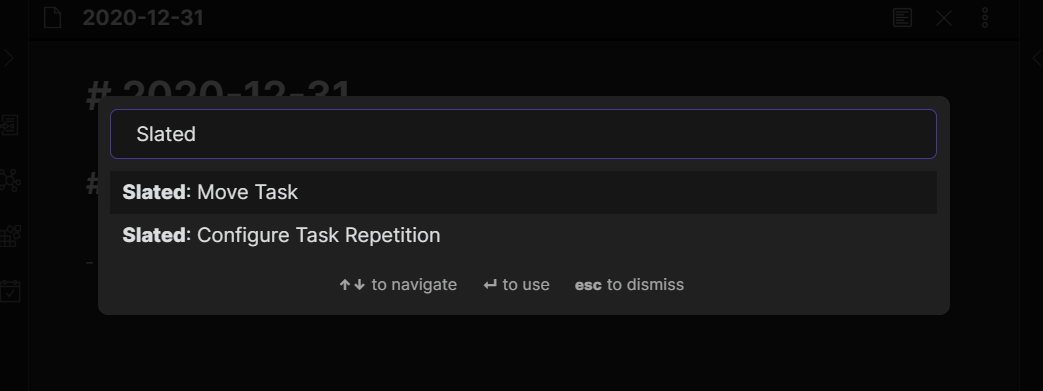 2020-12-31
# 2020-12-31
Slated
#
Slated: Move Task
Slated: Configure Task Repetition
-
↑↓ to navigate ↵ to use esc to dismiss